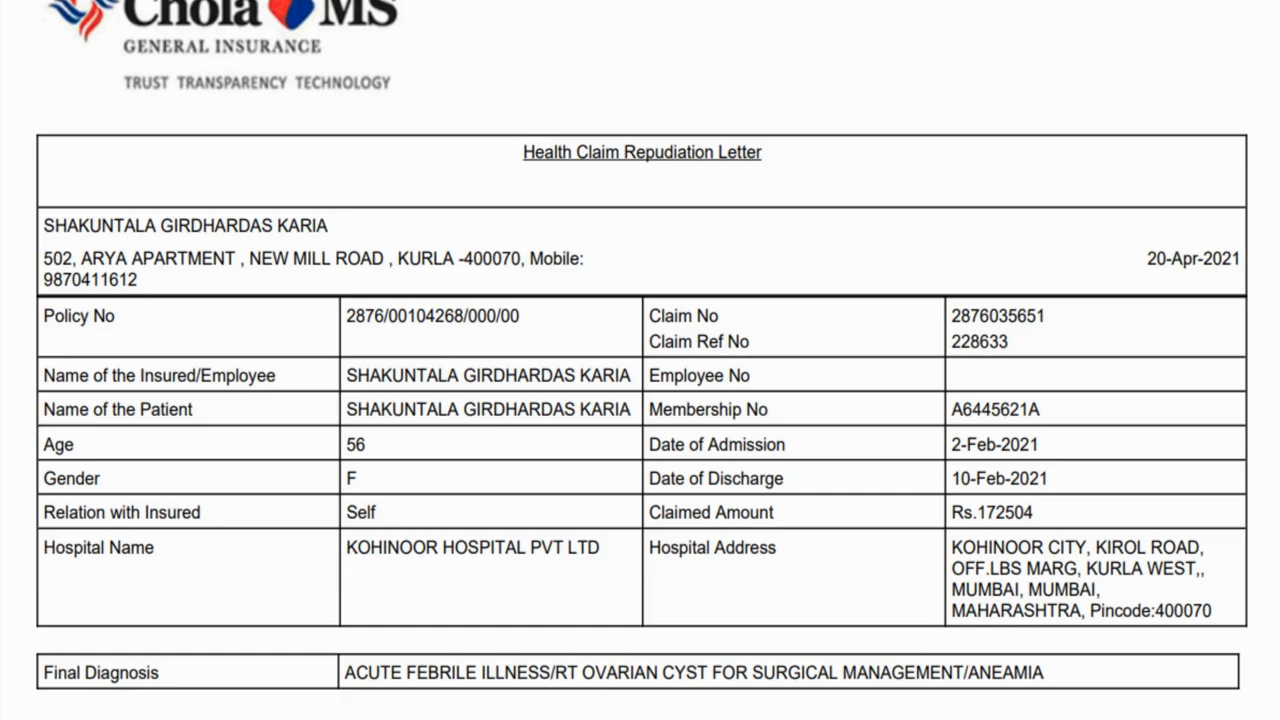 Chola MS
GENERAL INSURANCE
TRUST TRANSPARENCY TECHNOLOGY
Health Claim Repudiation Letter
SHAKUNTALA GIRDHARDAS KARIA
502, ARYA APARTMENT , NEW MILL ROAD , KURLA -400070, Mobile: 20-Apr-2021
9870411612
Policy No 2876/00104268/000/00 Claim No 2876035651
Claim Ref No 228633
Name of the Insured/Employee SHAKUNTALA GIRDHARDAS KARIA Employee No
Name of the Patient SHAKUNTALA GIRDHARDAS KARIA Membership No A6445621A
Age 56 Date of Admission 2-Feb-2021
Gender F Date of Discharge 10-Feb-2021
Relation with Insured Self Claimed Amount Rs.172504
Hospital Name KOHINOOR HOSPITAL PVT LTD Hospital Address KOHINOOR CITY, KIROL ROAD,
OFF.LBS MARG, KURLA WEST,,
MUMBAI, MUMBAI,
MAHARASHTRA, Pincode:400070
Final Diagnosis ACUTE FEBRILE ILLNESS/RT OVARIAN CYST FOR SURGICAL MANAGEMENT/ANEAMIA